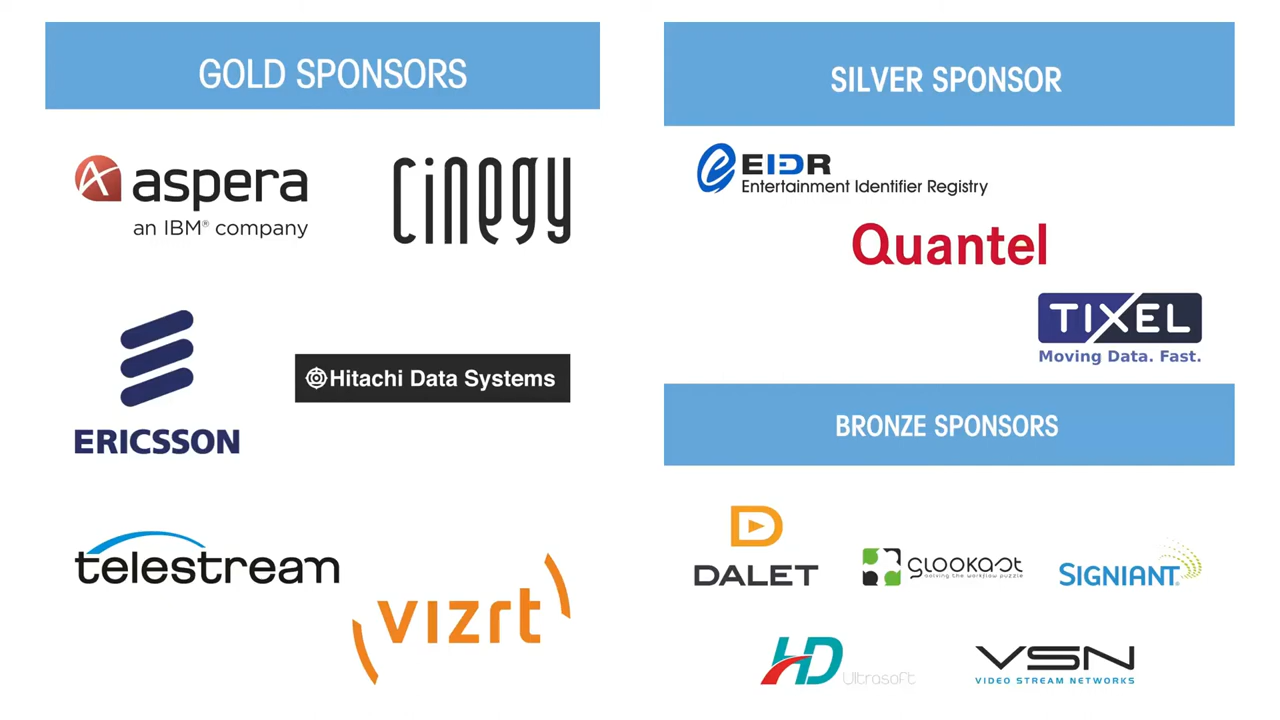 GOLD SPONSORS
aspera
an IBM® company
cinegy
ERICSSON
Hitachi Data Systems
telestream
vizrt
SILVER SPONSOR
EIDR
Entertainment Identifier Registry
Quantel
TIXEL
Moving Data. Fast.
BRONZE SPONSORS
DALET
glookast
solving the workflow puzzle
SIGNIANT
HD
Ultrasoft
VSN
VIDEO STREAM NETWORKS